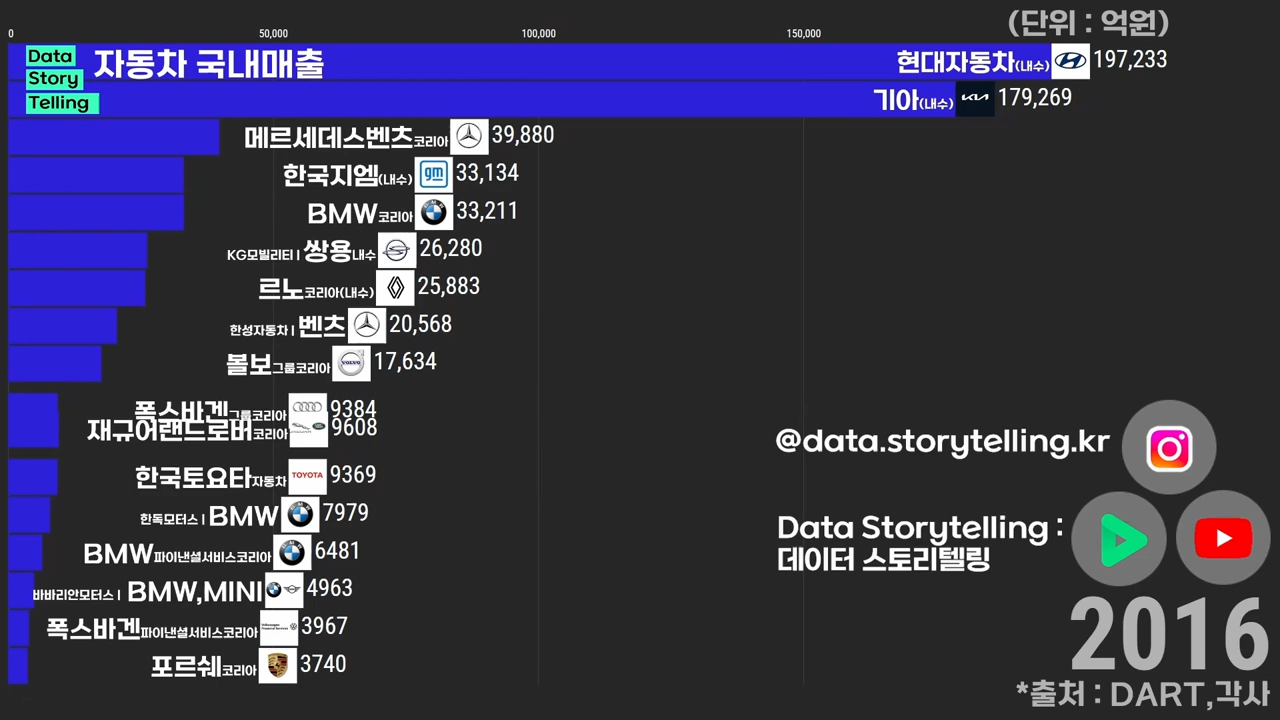 (단위 : 억원)
0 50,000 100,000 150,000
Data
Story
Telling
자동차 국내매출
현대자동차(내수) 197,233
기아(내수) KIA 179,269
메르세데스벤츠코리아 39,880
한국지엠(내수) gm 33,134
BMW코리아 33,211
KG모빌리티 | 쌍용내수 26,280
르노코리아(내수) 25,883
한성자동차 | 벤츠 20,568
볼보그룹코리아 VOLVO 17,634
폭스바겐그룹코리아 9384
재규어랜드로버코리아 9608
한국토요타자동차 TOYOTA 9369
한독모터스 | BMW 7979
BMW파이낸셜서비스코리아 6481
바바리안모터스 | BMW,MINI 4963
폭스바겐파이낸셜서비스코리아 3967
포르쉐코리아 3740
@data.storytelling.kr
Data Storytelling :
데이터 스토리텔링
2016
*출처 : DART,각사